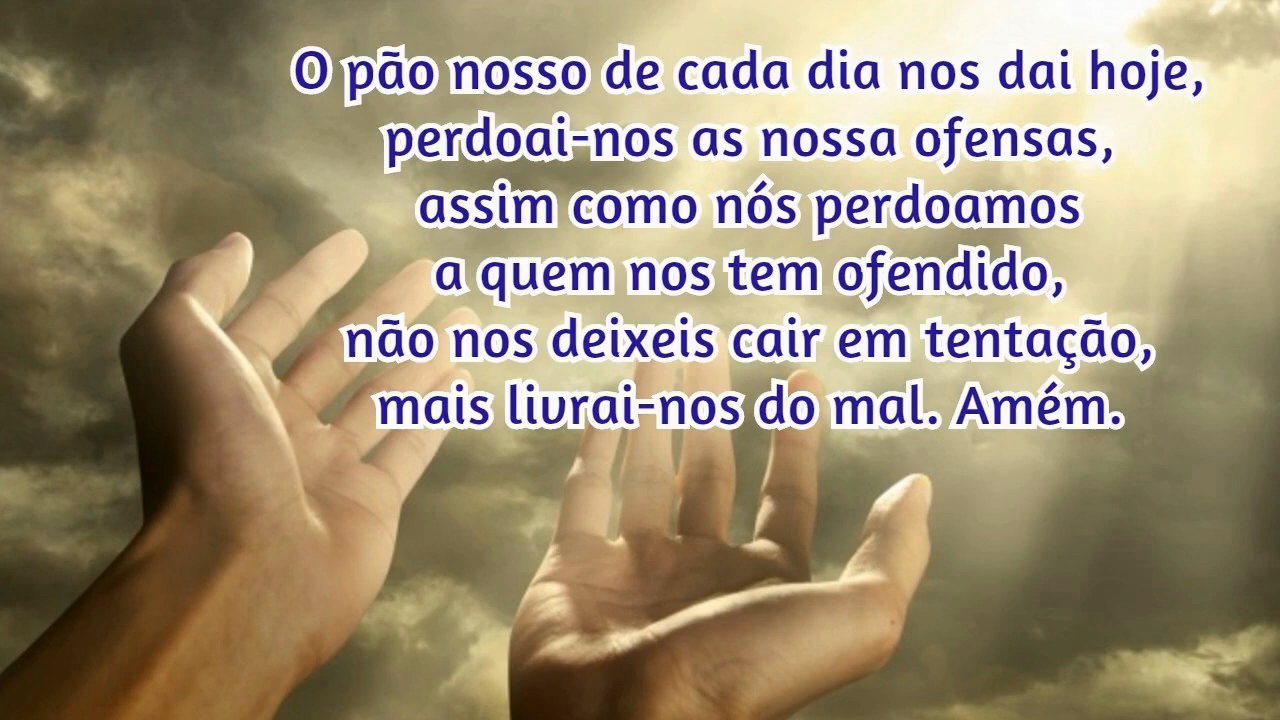 O pão nosso de cada dia nos dai hoje,
perdoai-nos as nossa ofensas,
assim como nós perdoamos
a quem nos tem ofendido,
não nos deixeis cair em tentação,
mais livrai-nos do mal. Amém.